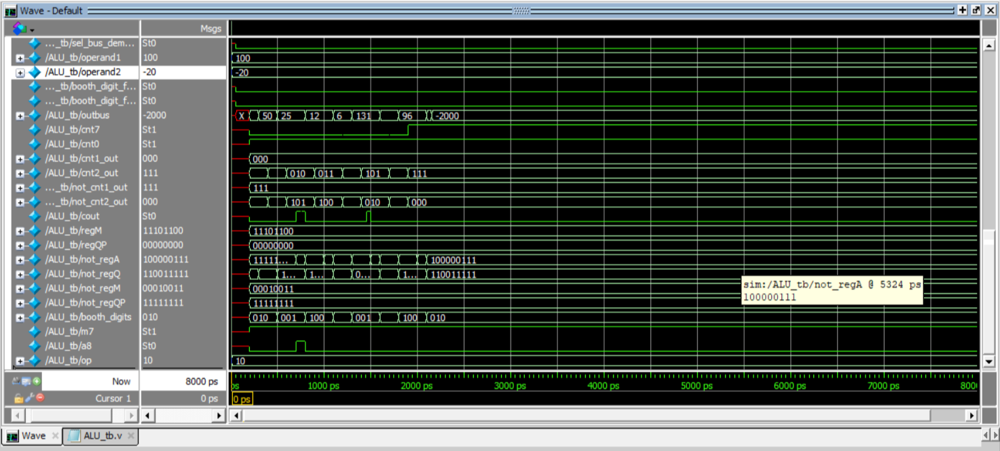 Wave - Default
Msgs
..._tb/sel_bus_dem... St0
/ALU_tb/operand1 100 100
/ALU_tb/operand2 -20 -20
..._tb/booth_digit_f... St0
..._tb/booth_digit_f... St0
/ALU_tb/outbus -2000 X 50 25 12 6 131 96 -2000
/ALU_tb/cnt7 St1
/ALU_tb/cnt0 St1
/ALU_tb/cnt1_out 000 000
/ALU_tb/cnt2_out 111 010 011 101 111
..._tb/not_cnt1_out 111 111
..._tb/not_cnt2_out 000 101 100 010 000
/ALU_tb/cout St0
/ALU_tb/regM 11101100 11101100
/ALU_tb/regQP 00000000 00000000
/ALU_tb/not_regA 100000111 11111... 100000111
/ALU_tb/not_regQ 110011111 1... 1... 0... 1... 110011111
/ALU_tb/not_regM 00010011 00010011
/ALU_tb/not_regQP 11111111 11111111
/ALU_tb/booth_digits 010 010 001 100 001 100 010
/ALU_tb/m7 St1
/ALU_tb/a8 St0
/ALU_tb/op 10 10
sim:/ALU_tb/not_regA @ 5324 ps
100000111
Now 8000 ps
ps 1000 ps 2000 ps 3000 ps 4000 ps 5000 ps 6000 ps 7000 ps 800
Cursor 1 0 ps 0 ps
Wave ALU_tb.v